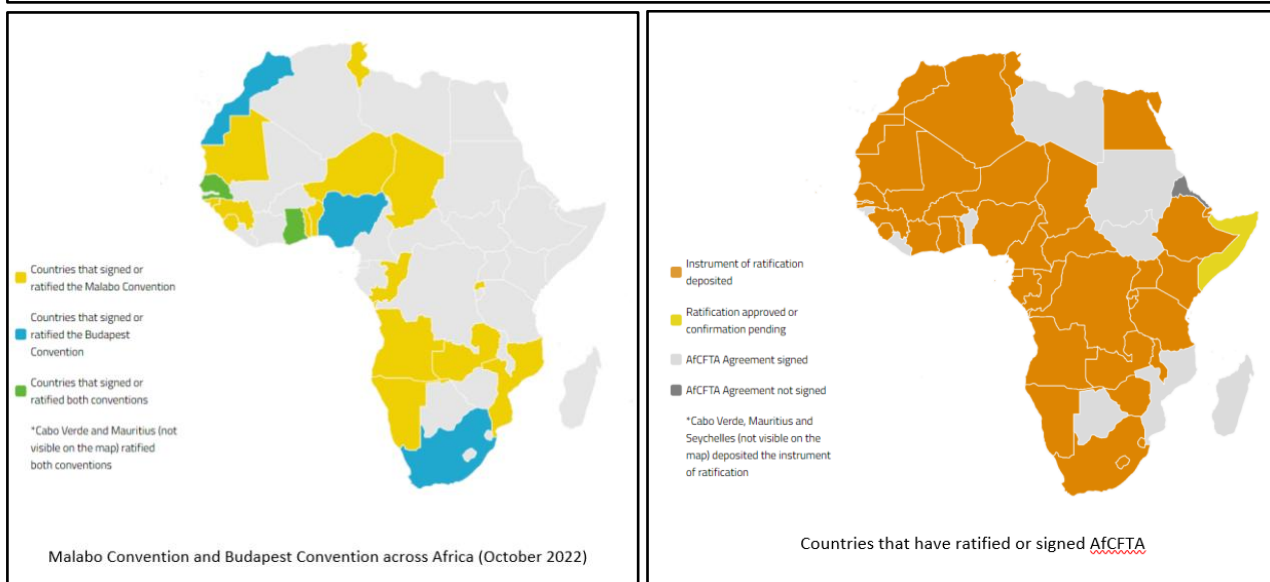 Countries that signed or
ratified the Malabo Convention
Countries that signed or
ratified the Budapest
Convention
Countries that signed or
ratified both conventions
*Cabo Verde and Mauritius (not
visible on the map) ratified
both conventions
Malabo Convention and Budapest Convention across Africa (October 2022)
Instrument of ratification
deposited
Ratification approved or
confirmation pending
AfCFTA Agreement signed
AfCFTA Agreement not signed
*Cabo Verde, Mauritius and
Seychelles (not visible on the
map) deposited the instrument
of ratification
Countries that have ratified or signed AfCFTA